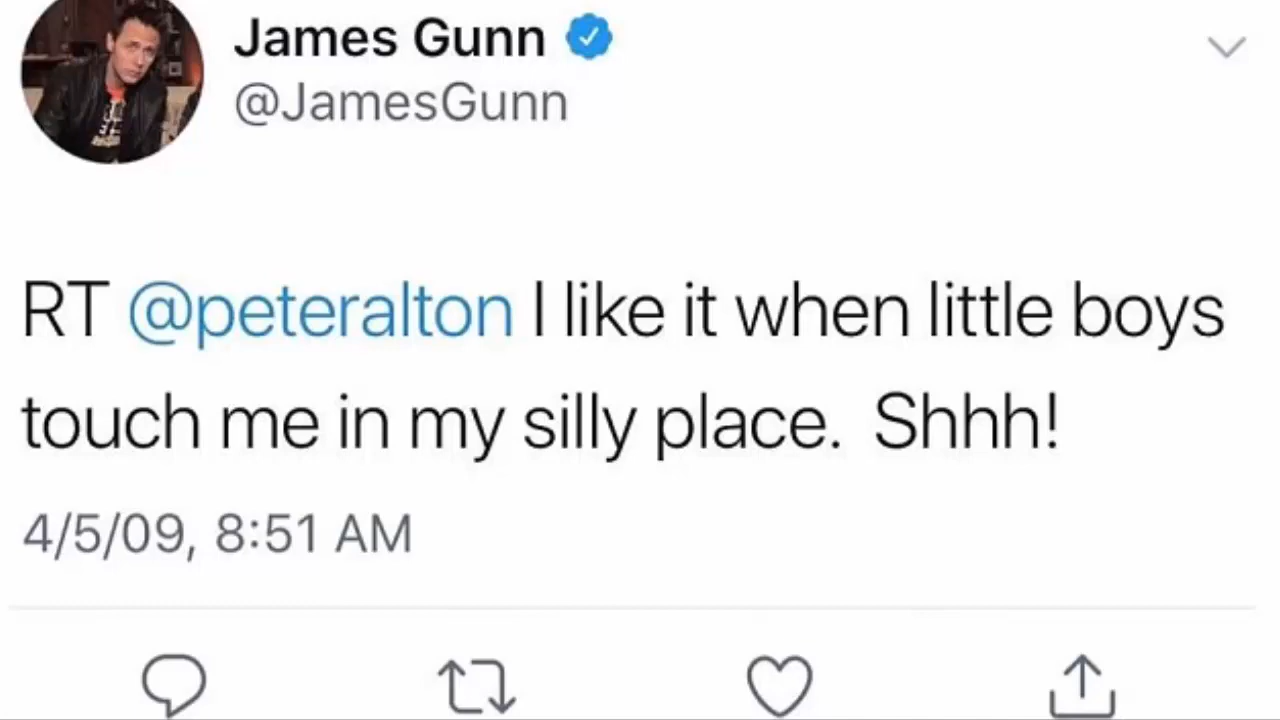 James Gunn
@JamesGunn
RT @peteralton I like it when little boys
touch me in my silly place.  Shhh!
4/5/09, 8:51 AM